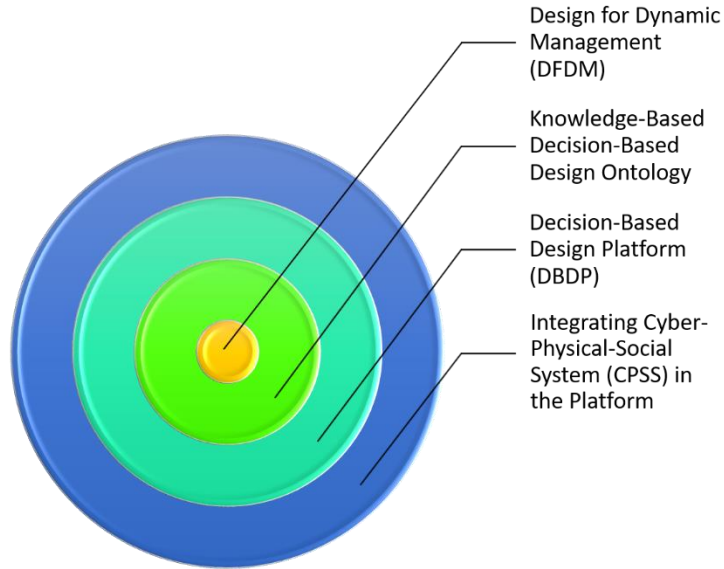 Design for Dynamic
Management
(DFDM)
Knowledge-Based
Decision-Based
Design Ontology
Decision-Based
Design Platform
(DBDP)
Integrating Cyber-
Physical-Social
System (CPSS) in
the Platform